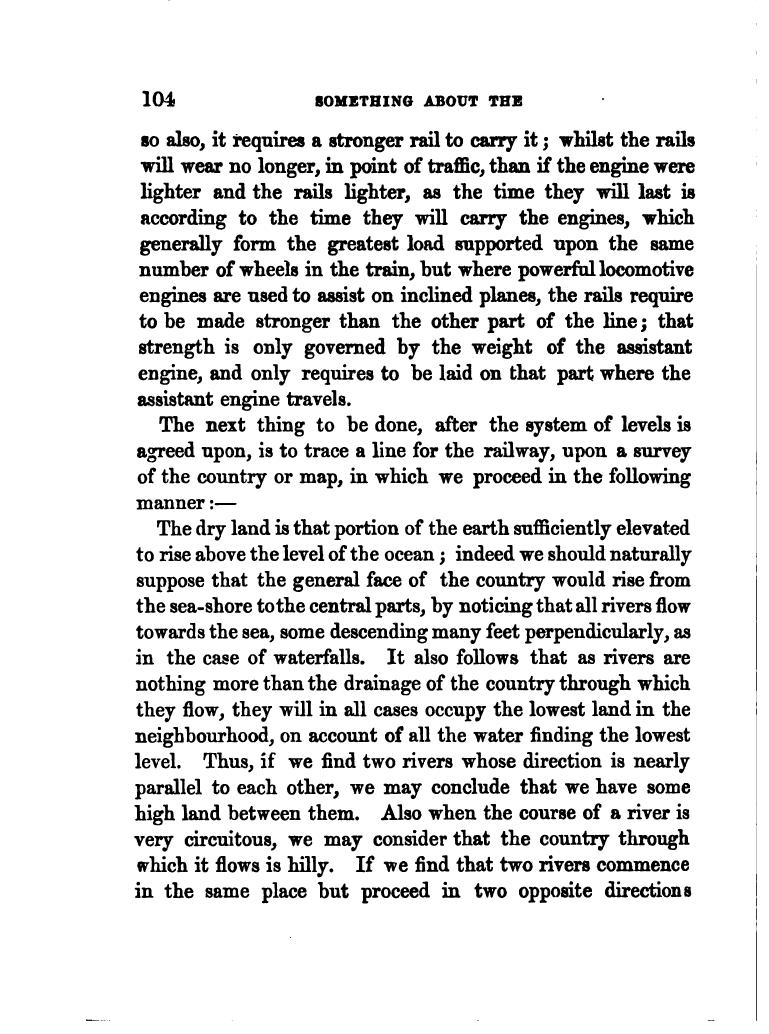 104 SOMETHING ABOUT THE
so also, it requires a stronger rail to carry it; whilst the rails
will wear no longer, in point of traffic, than if the engine were
lighter and the rails lighter, as the time they will last is
according to the time they will carry the engines, which
generally form the greatest load supported upon the same
number of wheels in the train, but where powerful locomotive
engines are used to assist on inclined planes, the rails require
to be made stronger than the other part of the line; that
strength is only governed by the weight of the assistant
engine, and only requires to be laid on that part where the
assistant engine travels.
The next thing to be done, after the system of levels is
agreed upon, is to trace a line for the railway, upon a survey
of the country or map, in which we proceed in the following
manner:—
The dry land is that portion of the earth sufficiently elevated
to rise above the level of the ocean; indeed we should naturally
suppose that the general face of the country would rise from
the sea-shore to the central parts, by noticing that all rivers flow
towards the sea, some descending many feet perpendicularly, as
in the case of waterfalls. It also follows that as rivers are
nothing more than the drainage of the country through which
they flow, they will in all cases occupy the lowest land in the
neighbourhood, on account of all the water finding the lowest
level. Thus, if we find two rivers whose direction is nearly
parallel to each other, we may conclude that we have some
high land between them. Also when the course of a river is
very circuitous, we may consider that the country through
which it flows is hilly. If we find that two rivers commence
in the same place but proceed in two opposite directions